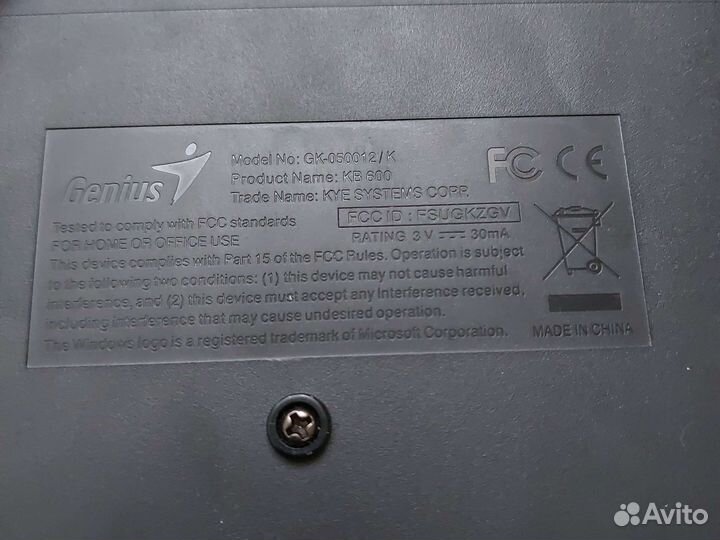 Genius
Model No: GK-050012/K
Product Name: KB 600
Trade Name: KYE SYSTEMS CORP.
FCC ID : FSUGKZGV
RATING 3V 30mA
Tested to comply with FCC standards
FOR HOME OR OFFICE USE
This device complies with Part 15 of the FCC Rules. Operation is subject
to the following two conditions: (1) this device may not cause harmful
interference, and (2) this device must accept any Interference received,
including interference that may cause undesired operation.
The Windows logo is a registered trademark of Microsoft Corporation.
FC CE
MADE IN CHINA
Avito